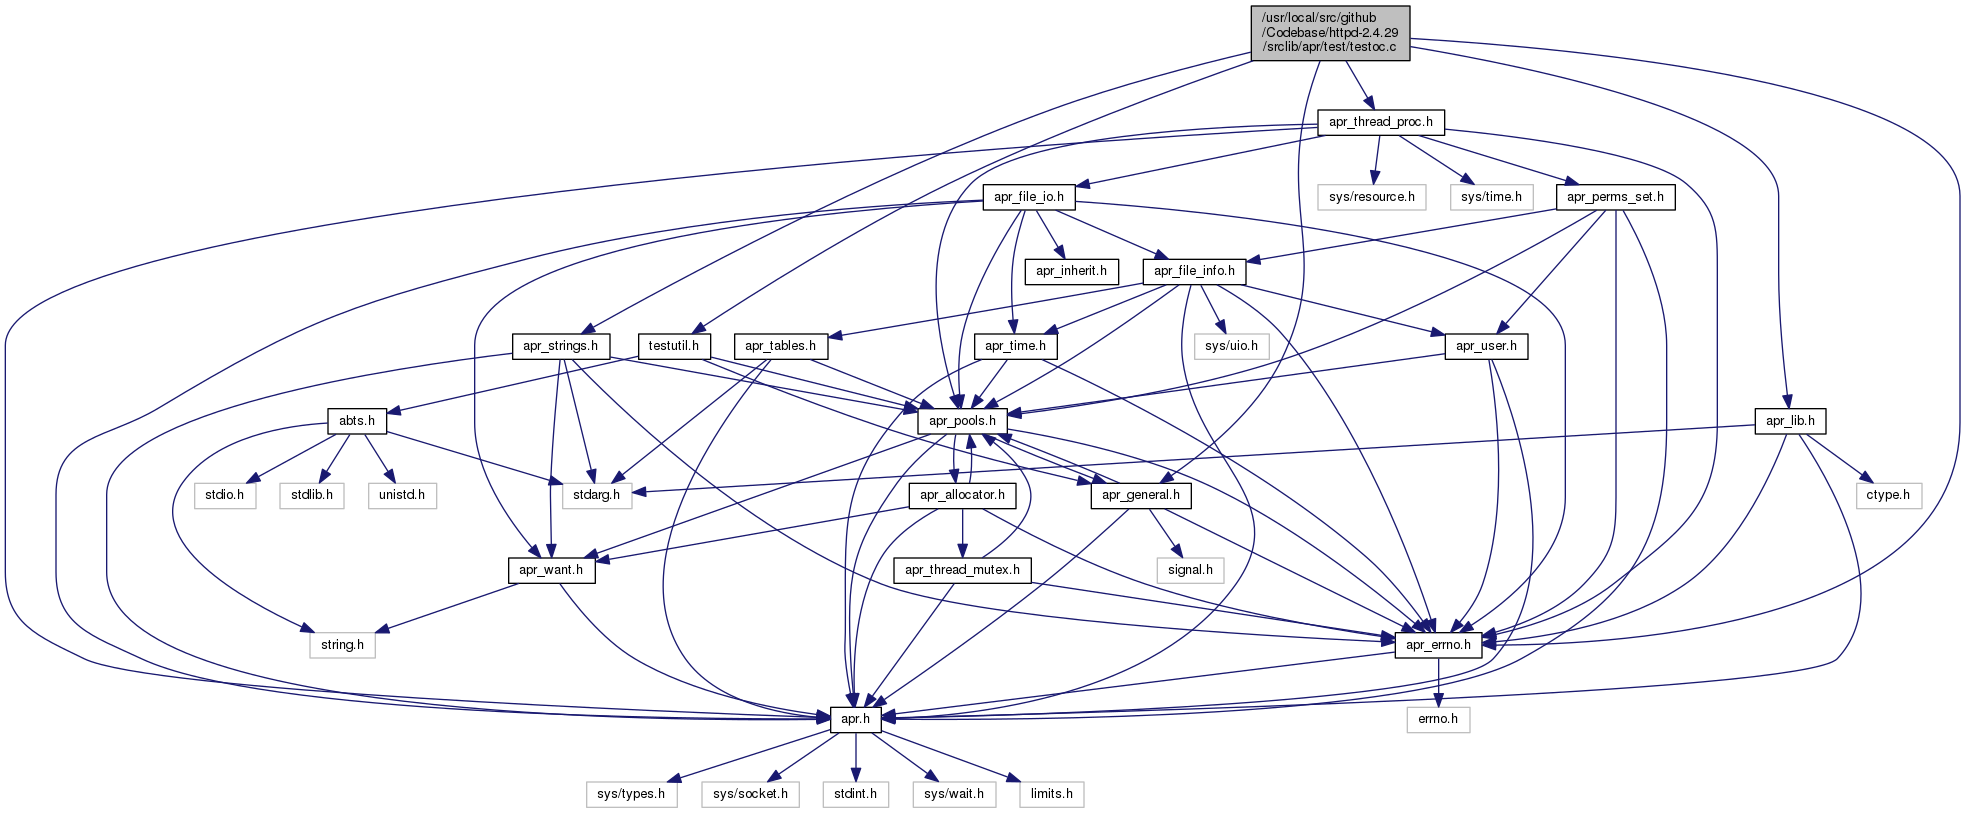 /usr/local/src/github
/Codebase/httpd-2.4.29
/srclib/apr/test/testoc.c
apr_thread_proc.h
apr_file_io.h
sys/resource.h
sys/time.h
apr_perms_set.h
apr_inherit.h
apr_file_info.h
apr_strings.h
testutil.h
apr_tables.h
apr_time.h
sys/uio.h
apr_user.h
abts.h
apr_pools.h
apr_lib.h
stdio.h
stdlib.h
unistd.h
stdarg.h
apr_allocator.h
apr_general.h
ctype.h
apr_want.h
apr_thread_mutex.h
signal.h
string.h
apr_errno.h
apr.h
errno.h
sys/types.h
sys/socket.h
stdint.h
sys/wait.h
limits.h